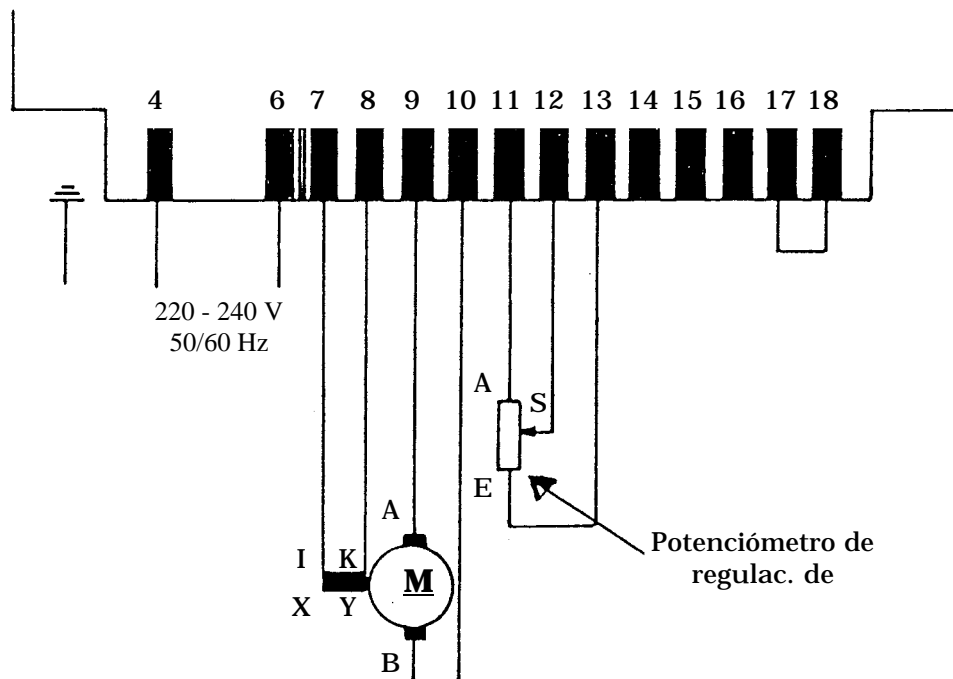 4 6 7 8 9 10 11 12 13 14 15 16 17 18
220 - 240 V
50/60 Hz
A
S
E
A
Potenciómetro de
regulac. de
I K
M
X Y
B